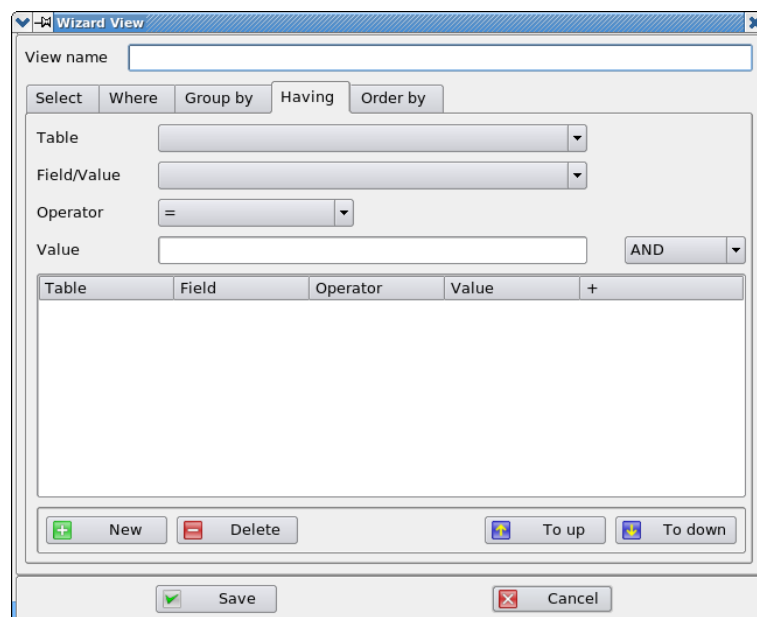 Wizard View
View name
Select Where Group by Having Order by
Table
Field/Value
Operator =
Value AND
Table Field Operator Value +
New Delete To up To down
Save Cancel